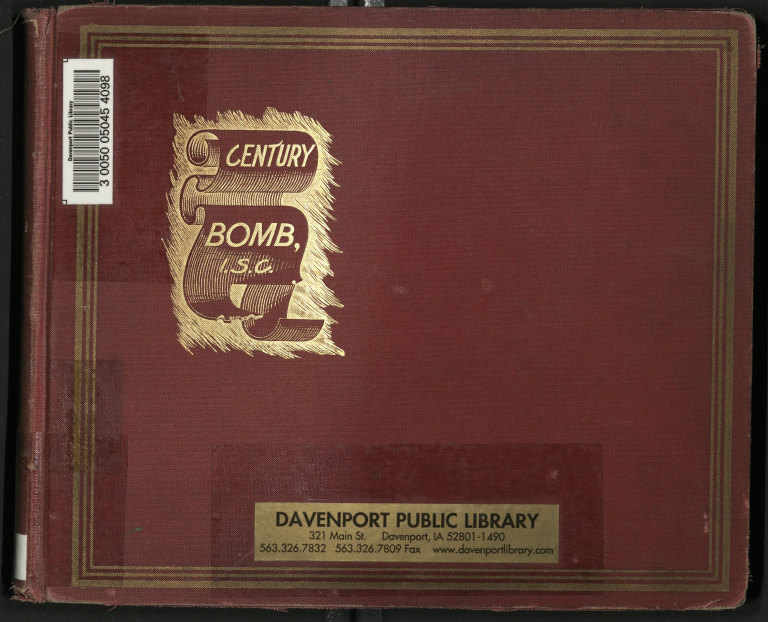 Davenport Public Library
3 0050 05045 4098
CENTURY
BOMB,
I.S.C.
DAVENPORT PUBLIC LIBRARY
321 Main St. Davenport, IA 52801-1490
563.326.7832 563.326.7809 Fax www.davenportlibrary.com